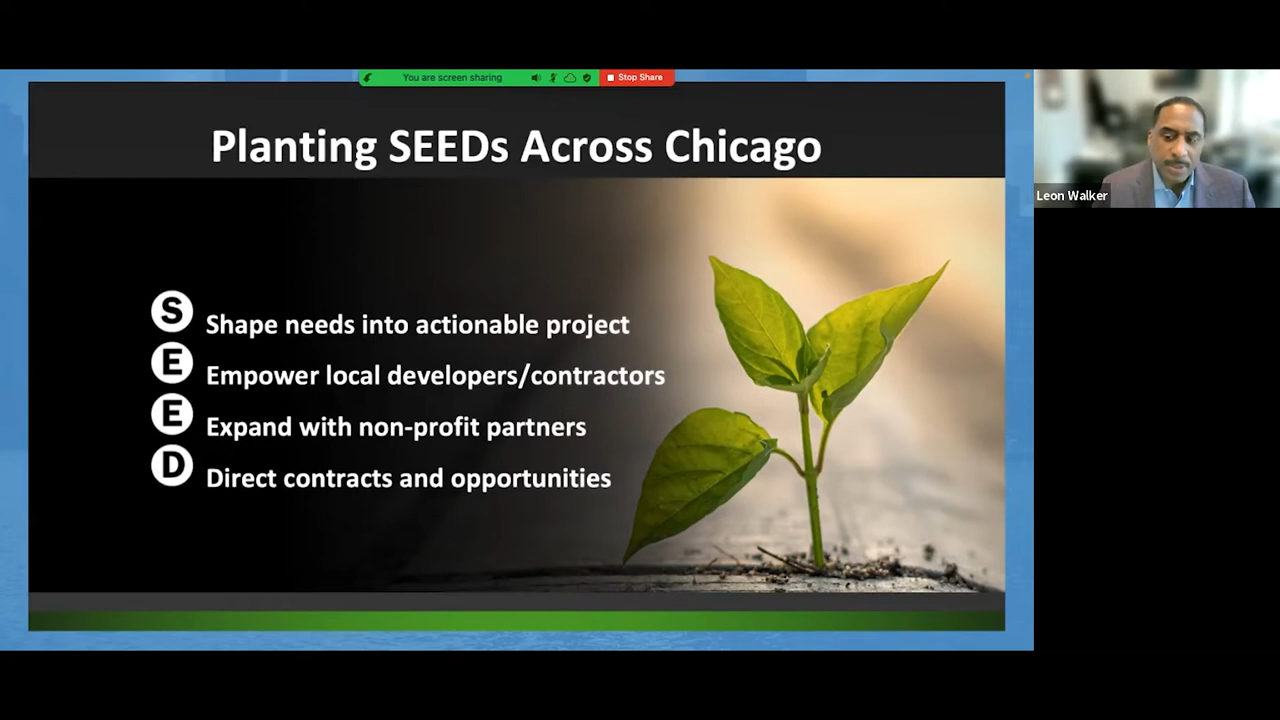 You are screen sharing
Stop Share
Planting SEEDs Across Chicago
S Shape needs into actionable project
E Empower local developers/contractors
E Expand with non-profit partners
D Direct contracts and opportunities
Leon Walker